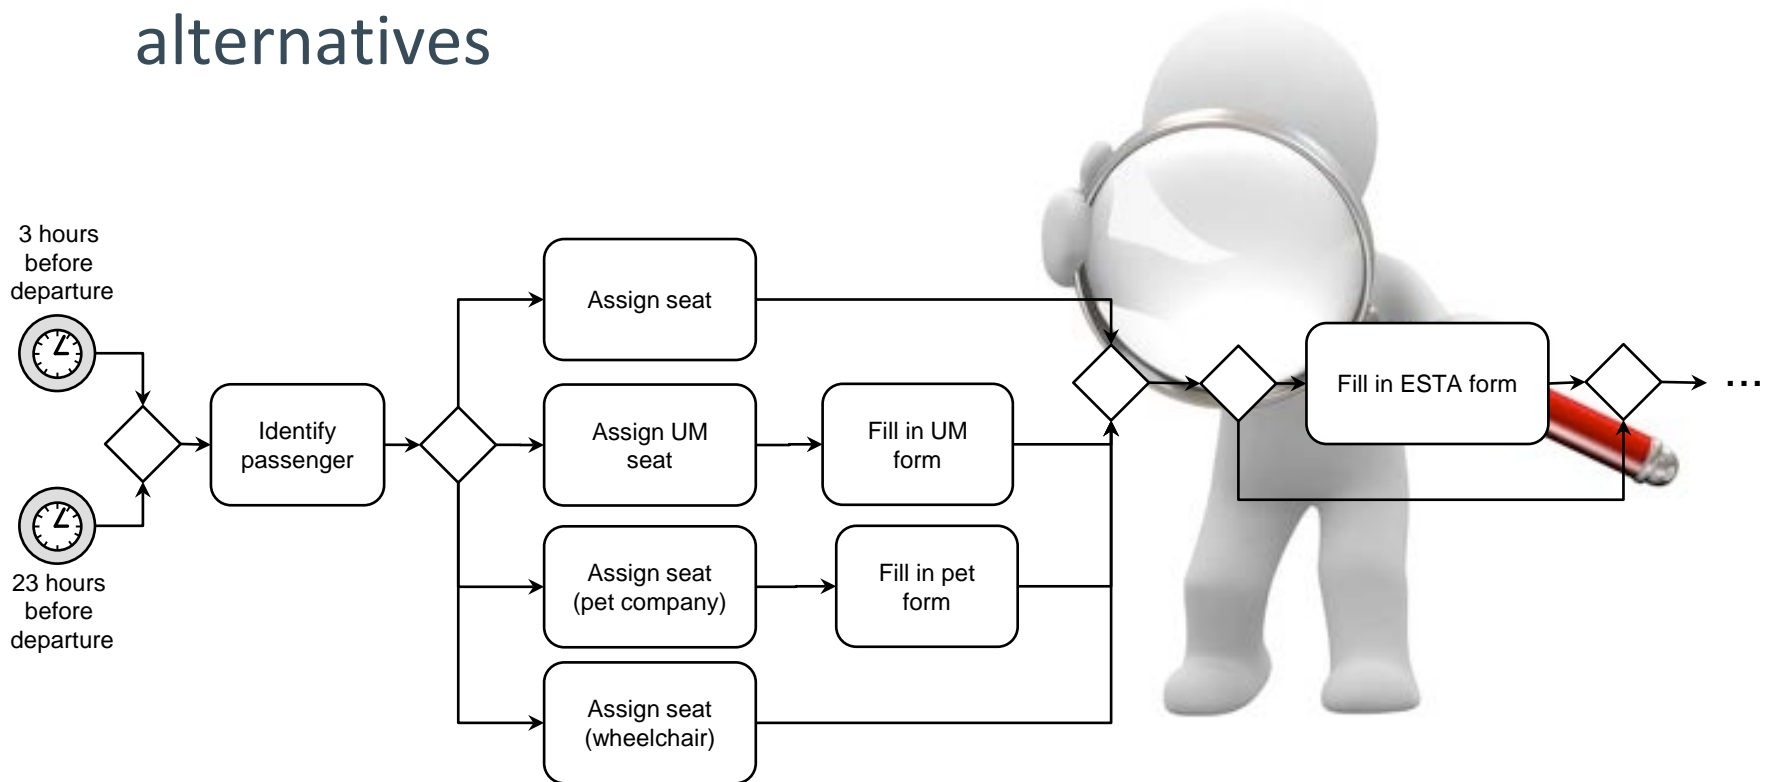 alternatives
3 hours
before
departure
23 hours
before
departure
Identify
passenger
Assign seat
Assign UM
seat
Fill in UM
form
Assign seat
(pet company)
Fill in pet
form
Assign seat
(wheelchair)
Fill in ESTA form
...